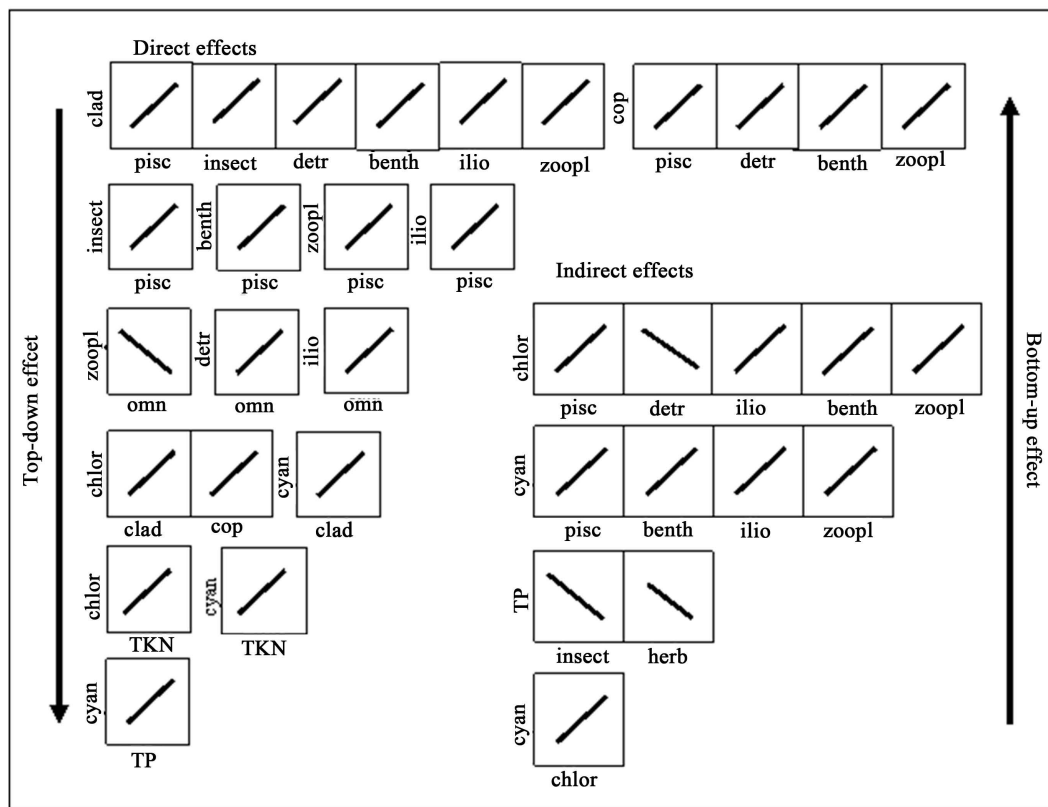 Direct effects
clad
pisc insect detr benth ilio zoopl
cop
pisc detr benth zoopl
insect
pisc
benth
pisc
zoopl
pisc
ilio
pisc
Indirect effects
zoopl
omn
detr
omn
ilio
omn
chlor
pisc detr ilio benth zoopl
chlor
clad cop
cyan
clad
cyan
pisc benth ilio zoopl
chlor
TKN
cyan
TKN
TP
insect herb
cyan
TP
cyan
chlor
Top-down effcet
Bottom-up effect